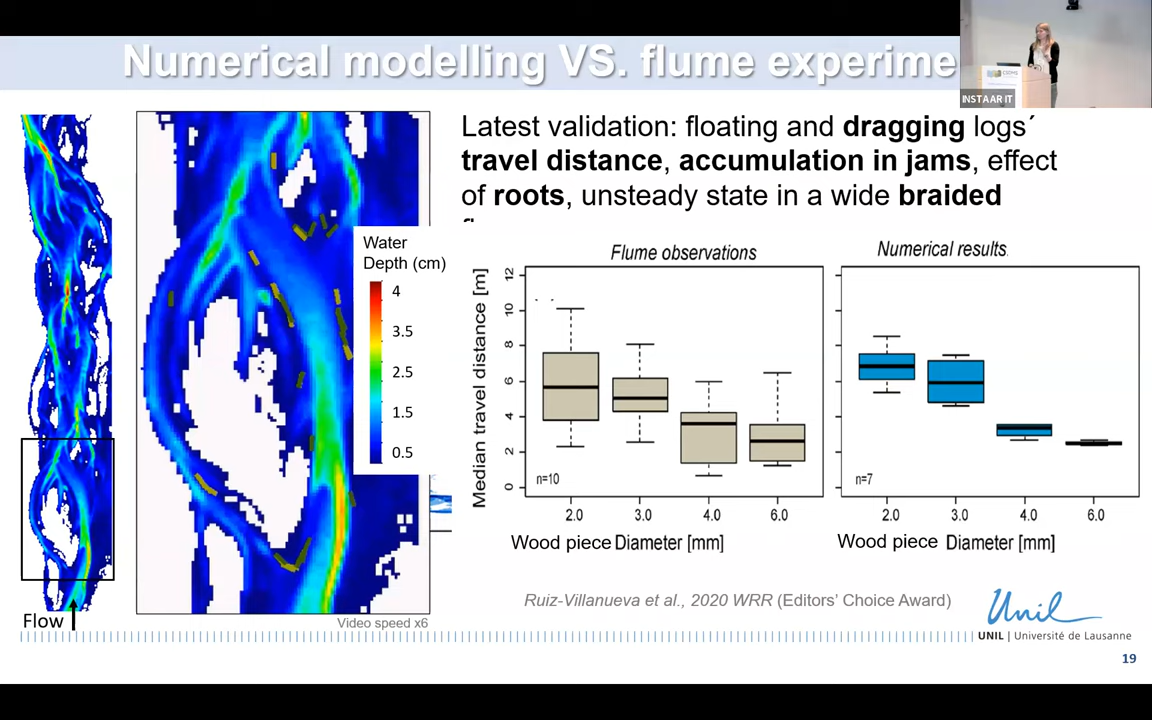 Numerical modelling VS. flume experime
INSTAAR IT
Latest validation: floating and dragging logs´
travel distance, accumulation in jams, effect
of roots, unsteady state in a wide braided
Water
Depth (cm)
4
3.5
2.5
1.5
0.5
Flow
Video speed x6
Flume observations
Median travel distance [m]
12
10
8
6
4
2
0
n=10
2.0
3.0
4.0
6.0
Wood piece Diameter [mm]
Numerical results
n=7
2.0
3.0
4.0
6.0
Wood piece Diameter [mm]
Ruiz-Villanueva et al., 2020 WRR (Editors' Choice Award)
Unil
UNIL | Université de Lausanne
19